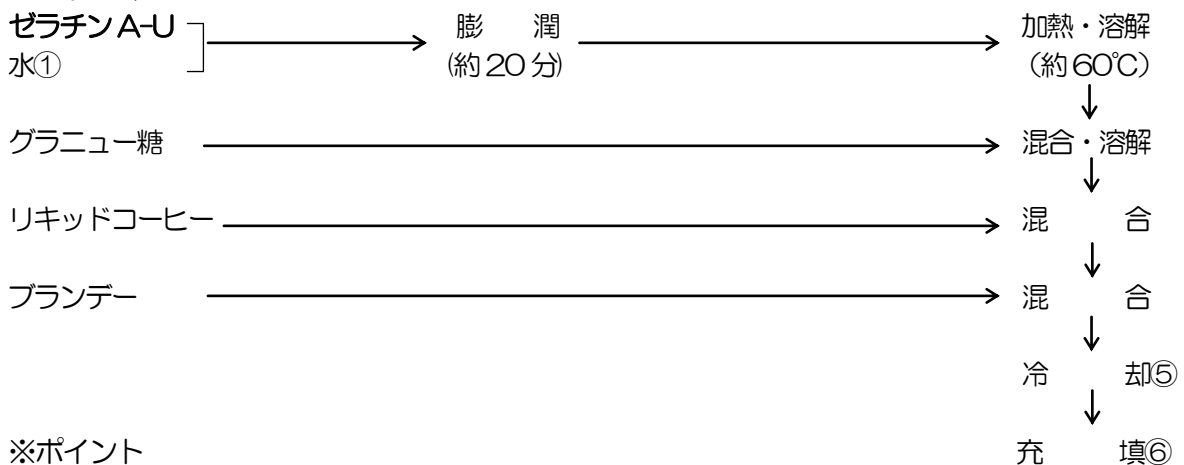 ゼラチンA-U 膨 潤 加熱・溶解
水① (約20分) (約60℃)
グラニュー糖 混合・溶解
リキッドコーヒー 混 合
ブランデー 混 合
冷 却⑤
※ポイント 充 填⑥